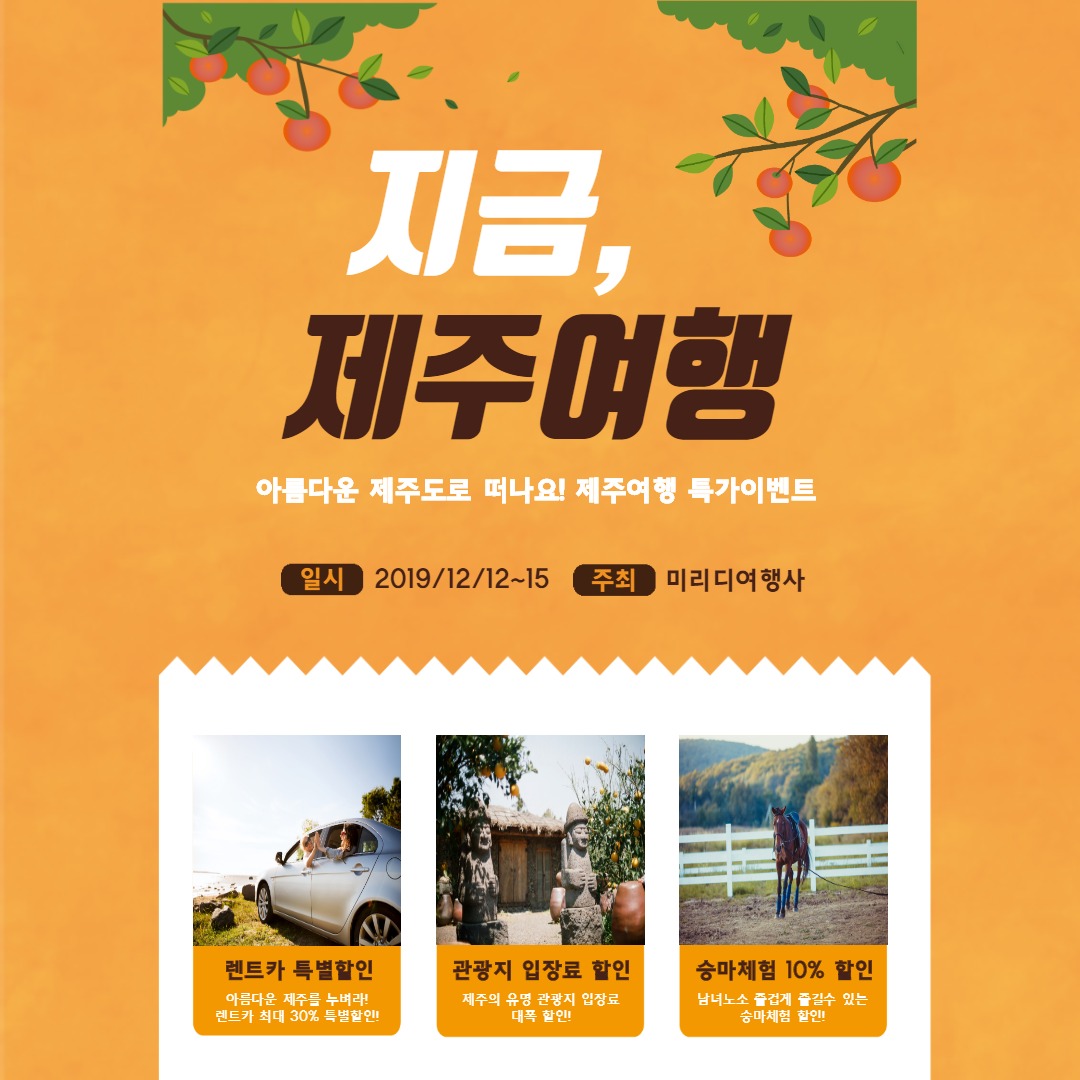 지금,
제주여행
아름다운 제주도로 떠나요! 제주여행 특가이벤트
일시 2019/12/12~15 주최 미리디여행사
렌트카 특별할인
아름다운 제주를 누벼라!
렌트카 최대 30% 특별할인!
관광지 입장료 할인
제주의 유명 관광지 입장료
대폭 할인!
승마체험 10% 할인
남녀노소 즐겁게 즐길수 있는
승마체험 할인!